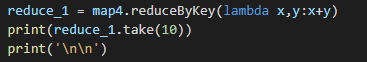 reduce_1 = map4.reduceByKey(lambda x,y:x+y)
print(reduce_1.take(10))
print('\n\n')